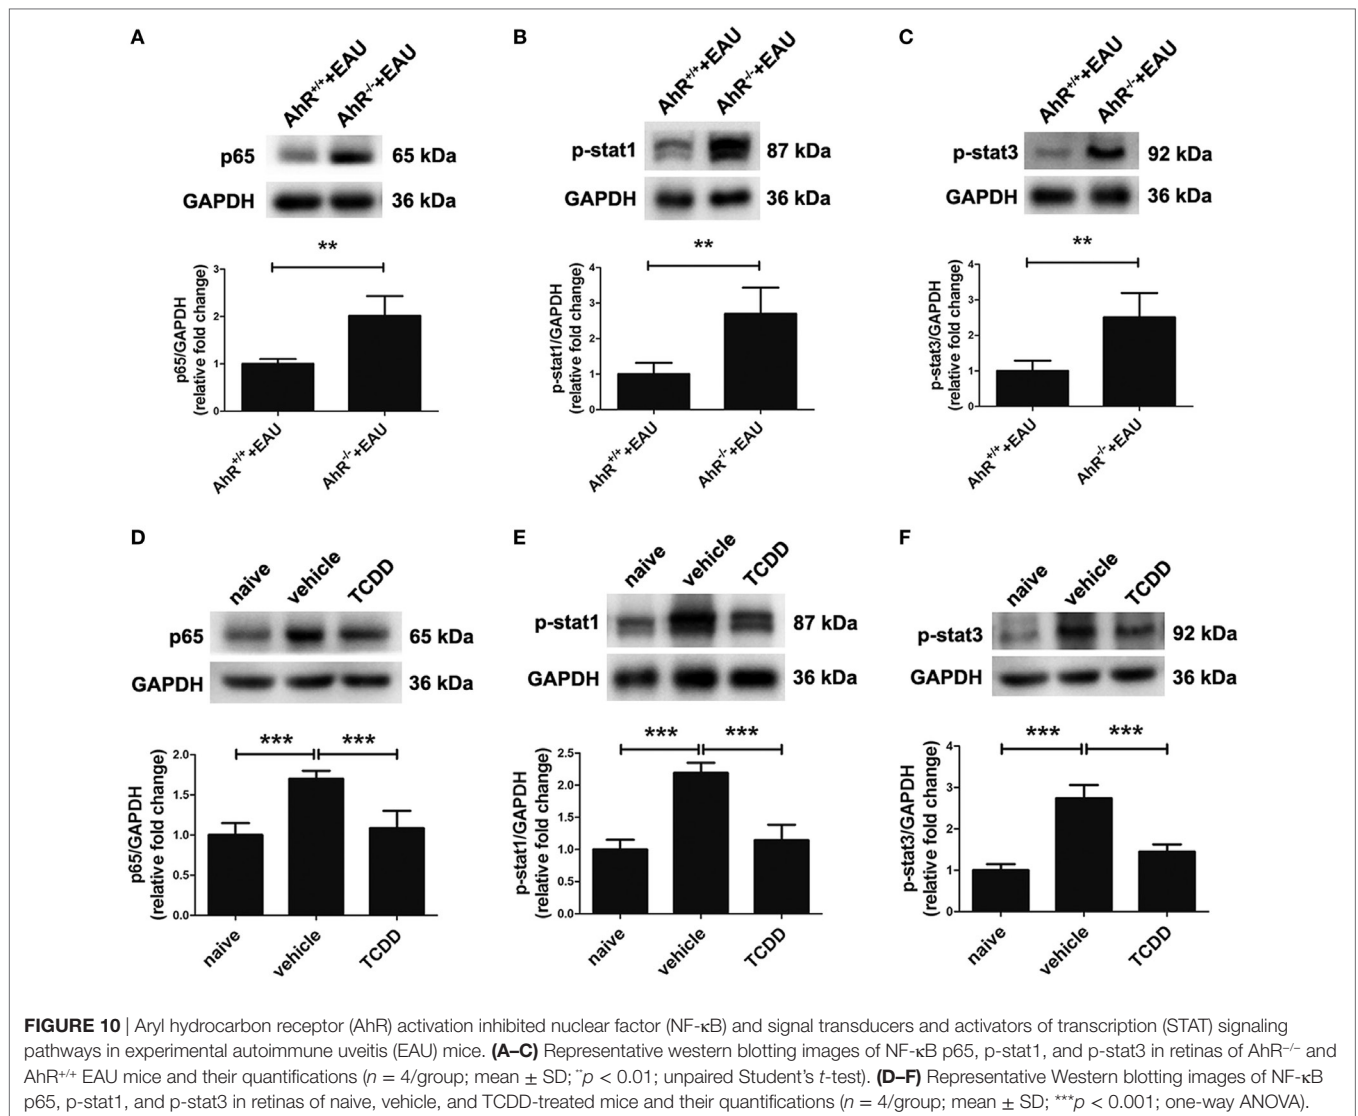 A
AhR+/++EAU
AhR-/-+EAU
p65
65 kDa
GAPDH
36 kDa
**
p65/GAPDH
(relative fold change)
3
2
1
0
AhR+/++EAU
AhR-/-+EAU
B
AhR+/++EAU
AhR-/-+EAU
p-stat1
87 kDa
GAPDH
36 kDa
**
p-stat1/GAPDH
(relative fold change)
4
3
2
1
0
AhR+/++EAU
AhR-/-+EAU
C
AhR+/++EAU
AhR-/-+EAU
p-stat3
92 kDa
GAPDH
36 kDa
**
p-stat3/GAPDH
(relative fold change)
4
3
2
1
0
AhR+/++EAU
AhR-/-+EAU
D
naive
vehicle
TCDD
p65
65 kDa
GAPDH
36 kDa
***
***
p65/GAPDH
(relative fold change)
2.0
1.5
1.0
0.5
0.0
naive
vehicle
TCDD
E
naive
vehicle
TCDD
p-stat1
87 kDa
GAPDH
36 kDa
***
***
p-stat1/GAPDH
(relative fold change)
2.5
2.0
1.5
1.0
0.5
0.0
naive
vehicle
TCDD
F
naive
vehicle
TCDD
p-stat3
92 kDa
GAPDH
36 kDa
***
***
p-stat3/GAPDH
(relative fold change)
4
3
2
1
0
naive
vehicle
TCDD
FIGURE 10 | Aryl hydrocarbon receptor (AhR) activation inhibited nuclear factor (NF-κB) and signal transducers and activators of transcription (STAT) signaling
pathways in experimental autoimmune uveitis (EAU) mice. (A–C) Representative western blotting images of NF-κB p65, p-stat1, and p-stat3 in retinas of AhR−/− and
AhR+/+ EAU mice and their quantifications (n = 4/group; mean ± SD; **p < 0.01; unpaired Student's t-test). (D–F) Representative Western blotting images of NF-κB
p65, p-stat1, and p-stat3 in retinas of naive, vehicle, and TCDD-treated mice and their quantifications (n = 4/group; mean ± SD; ***p < 0.001; one-way ANOVA).